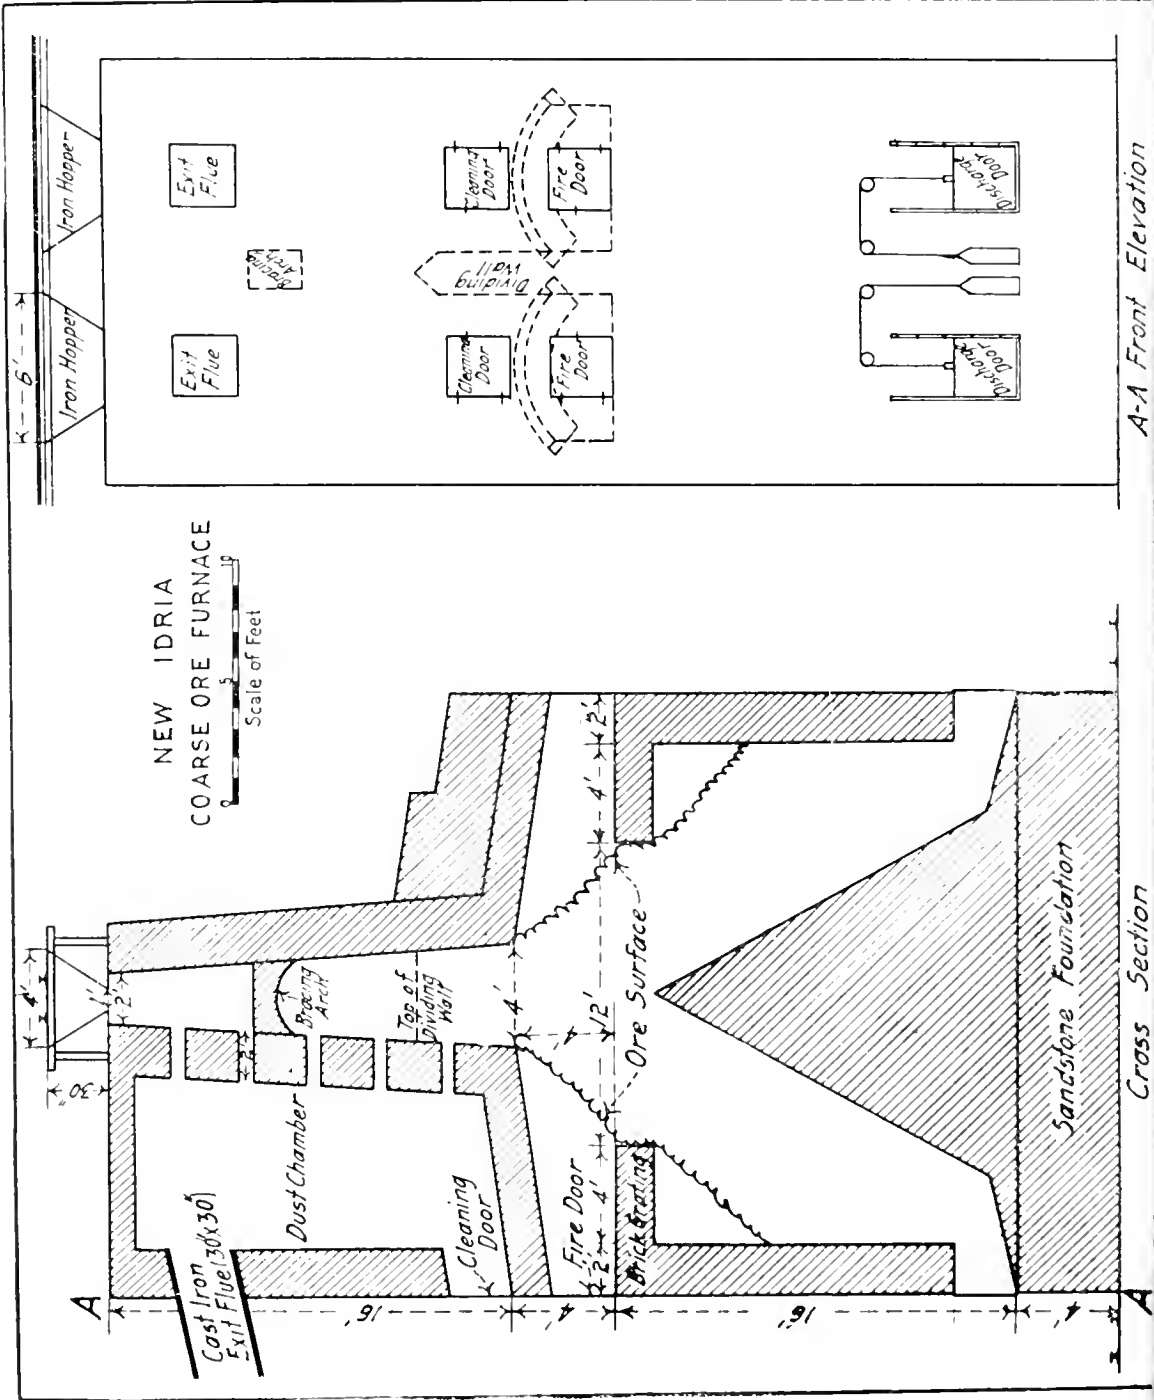 6'
Iron Hopper
Iron Hopper
Exit
Flue
Exit
Flue
Bracing
Arch
Cleaning
Door
Cleaning
Door
Dividing
Wall
Fire
Door
Fire
Door
Discharge
Door
Discharge
Door
A-A Front Elevation
NEW IDRIA
COARSE ORE FURNACE
0 5 10
Scale of Feet
A
4'
30"
1'
2'
2'
Cast Iron
Exit Flue (30"x30")
Dust Chamber
Bracing
Arch
Top of
Dividing
Wall
Cleaning
Door
16'
4'
4'
4
Fire Door
2'
4'
12'
4'
2'
Brick Grating
Ore Surface
16'
Sandstone Foundation
4'
A
Cross Section